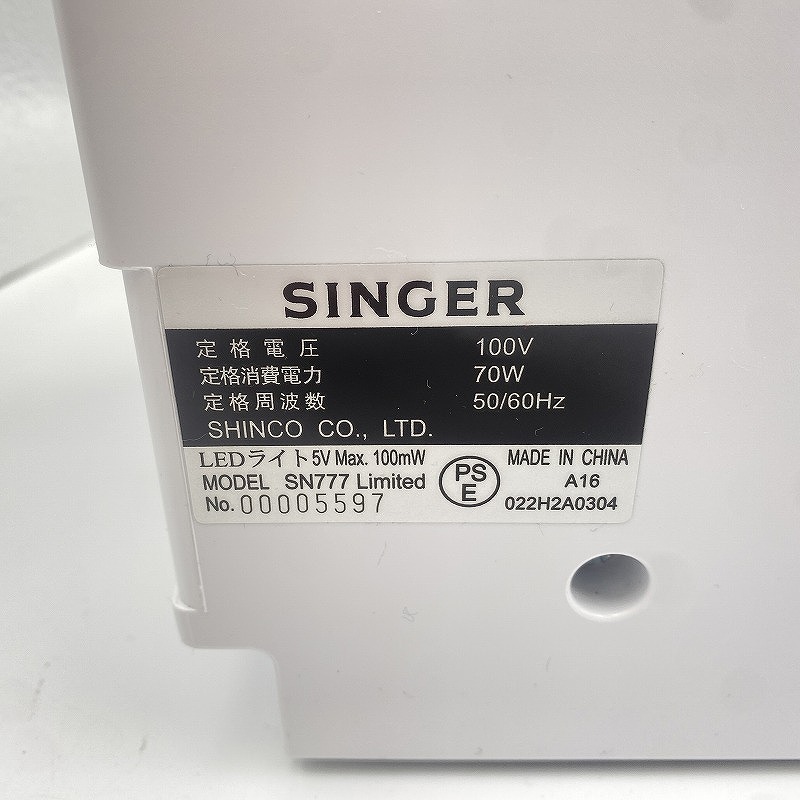 SINGER
定格電圧 100V
定格消費電力 70W
定格周波数 50/60Hz
SHINCO CO., LTD.
LEDライト 5V Max. 100mW
MODEL SN777 Limited
No. 00005597
PS
E
MADE IN CHINA
A16
022H2A0304